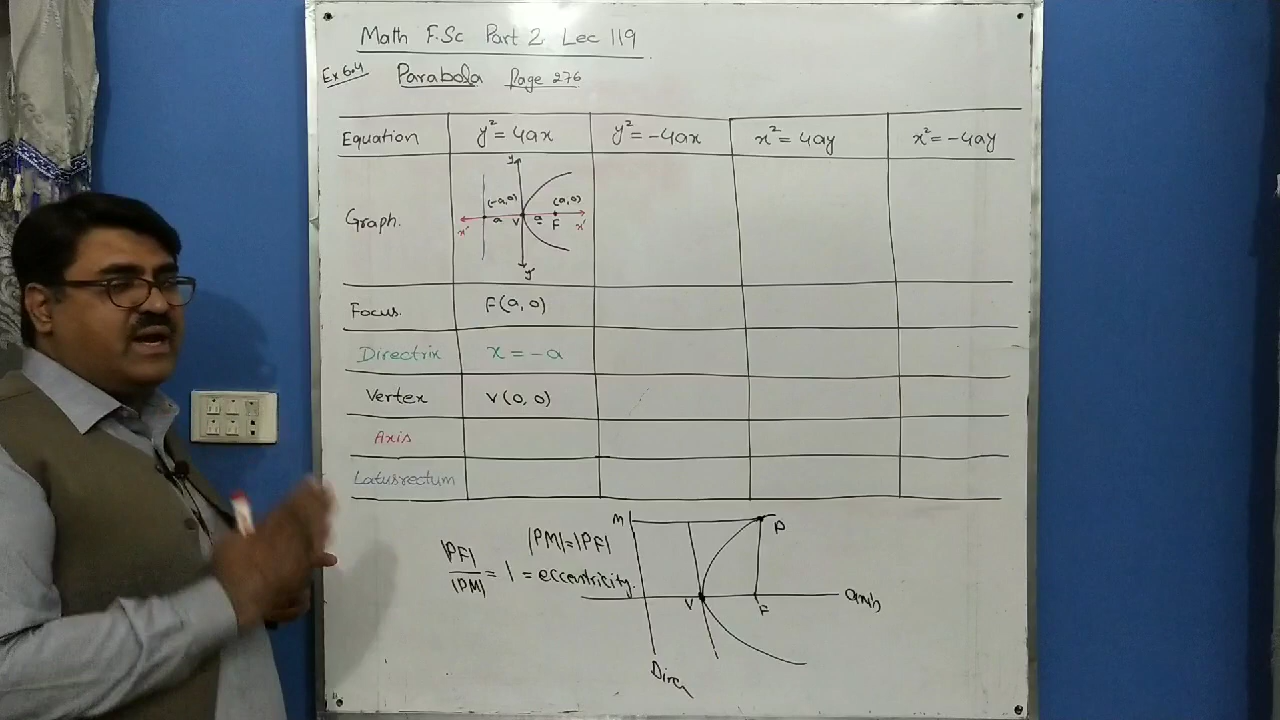 Math F.Sc Part 2 Lec 119
Ex 6.4 Parabola Page 276
Equation y² = 4ax y² = -4ax x² = 4ay x² = -4ay
Graph.
y
(-a,0) (a,0)
x' a V a F x'
y'
Focus. F(a, 0)
Directrix x = -a
Vertex V(0, 0)
Axis
Latusrectum
M P
|PM| = |PF|
|PF|/|PM| = 1 = eccentricity.
V F axis